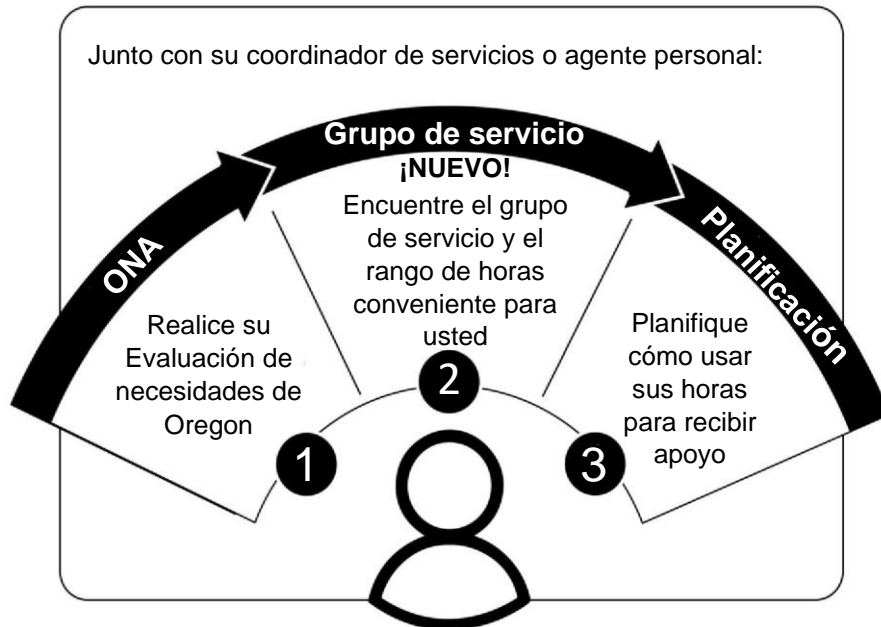 Junto con su coordinador de servicios o agente personal:
ONA
Realice su
Evaluación de
necesidades de
Oregon
1
Grupo de servicio
¡NUEVO!
Encuentre el grupo
de servicio y el
rango de horas
conveniente para
usted
2
Planificación
Planifique
cómo usar
sus horas
para recibir
apoyo
3